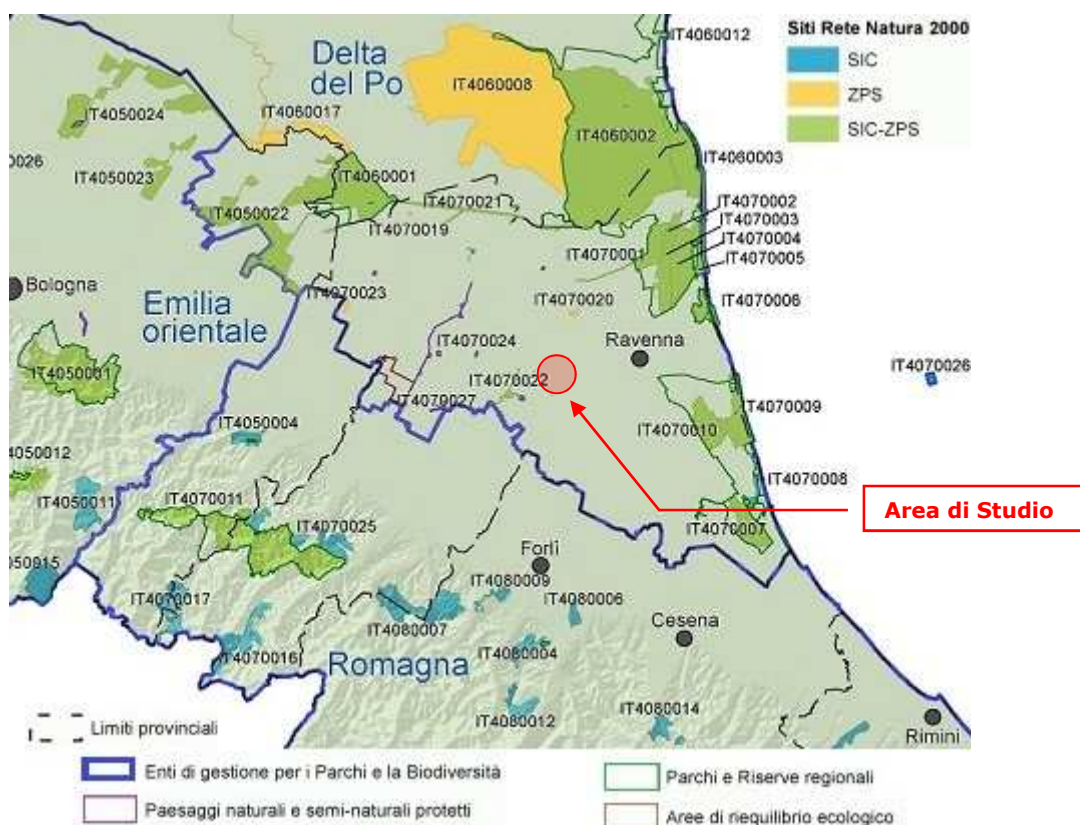 Siti Rete Natura 2000
SIC
ZPS
SIC-ZPS
Delta
del Po
IT4060012
IT4060008
IT4050024
IT4060017
IT4060002
IT4060003
IT4050023
IT4060001
IT4070021
IT4050022
IT4070019
IT4070002
IT4070003
IT4070004
IT4070005
IT4070001
Bologna
IT4070023
IT4070020
IT4070006
Emilia
orientale
IT4070024
Ravenna
IT4070026
IT4050001
IT4070022
IT4070027
IT4070009
IT4050004
IT4070010
IT4050012
IT4050011
IT4070011
IT4070025
IT4070008
IT4070007
Area di Studio
Forlì
IT4080009
IT4070017
IT4080007
IT4080006
Cesena
IT4070016
Romagna
IT4080004
IT4080012
IT4080014
Rimini
Limiti provinciali
Enti di gestione per i Parchi e la Biodiversità
Parchi e Riserve regionali
Paesaggi naturali e semi-naturali protetti
Aree di riequilibrio ecologico